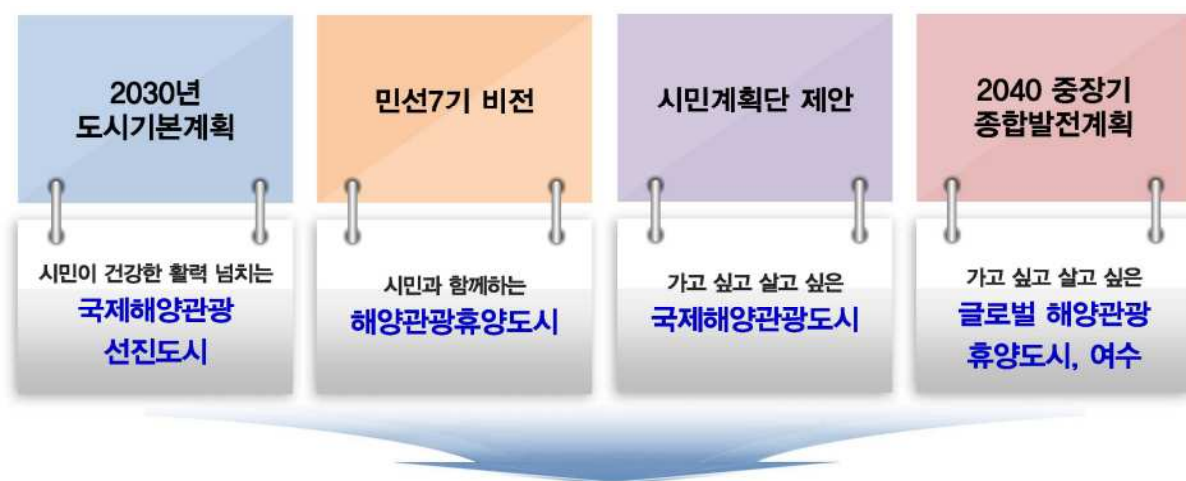 2030년
도시기본계획
민선7기 비전
시민계획단 제안
2040 중장기
종합발전계획
시민이 건강한 활력 넘치는
국제해양관광
선진도시
시민과 함께하는
해양관광휴양도시
가고 싶고 살고 싶은
국제해양관광도시
가고 싶고 살고 싶은
글로벌 해양관광
휴양도시, 여수